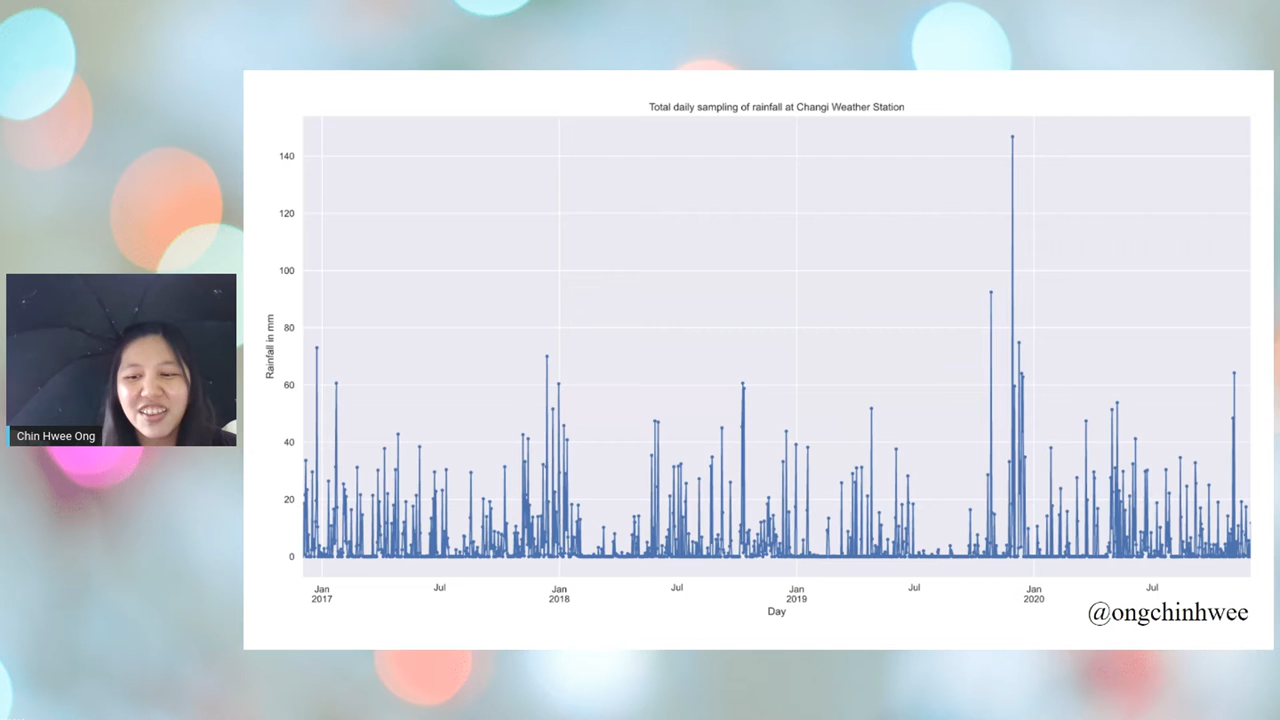 Total daily sampling of rainfall at Changi Weather Station
140
120
100
80
60
40
20
0
Rainfall in mm
Jan Jul Jan Jul Jan Jul Jan Jul
2017 2018 2019 2020
Day
@ongchinhwee
Chin Hwee Ong